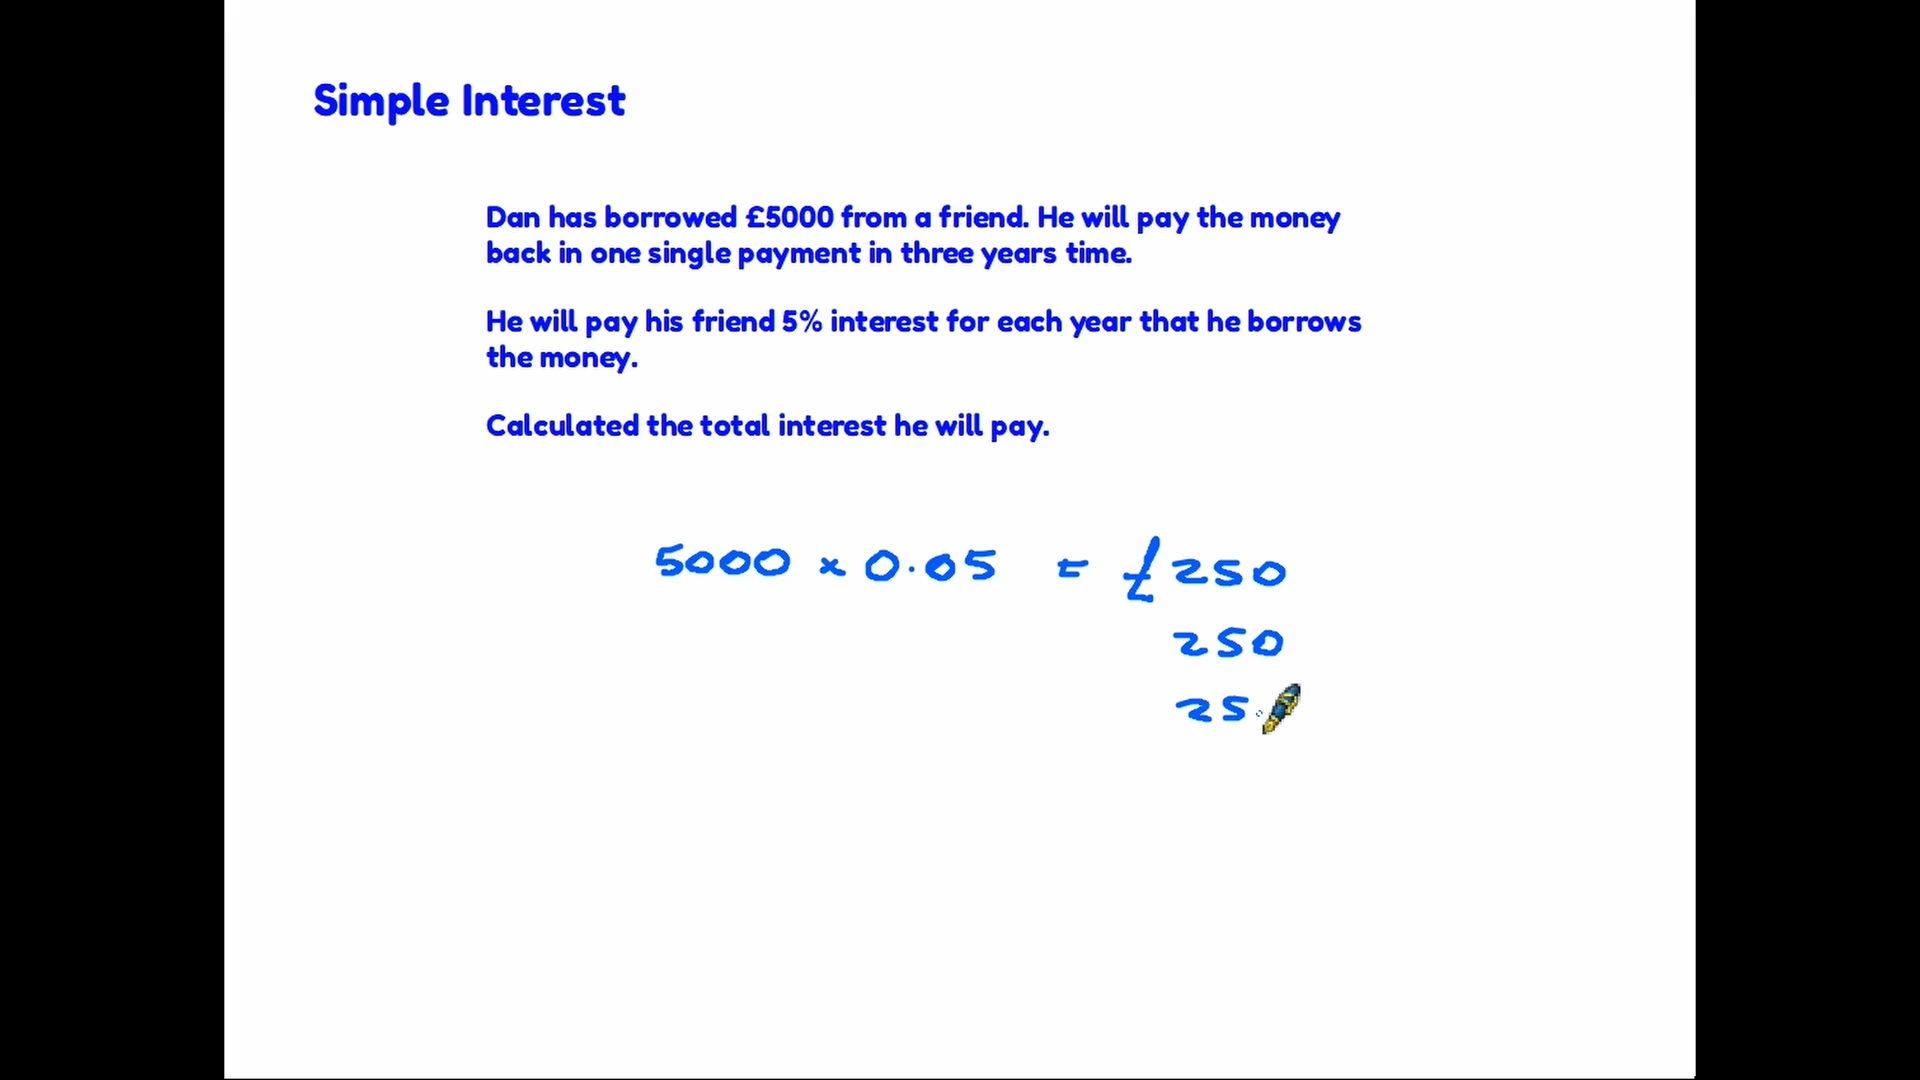 Simple Interest
Dan has borrowed £5000 from a friend. He will pay the money
back in one single payment in three years time.
He will pay his friend 5% interest for each year that he borrows
the money.
Calculated the total interest he will pay.
5000 × 0.05 = £250
250
25